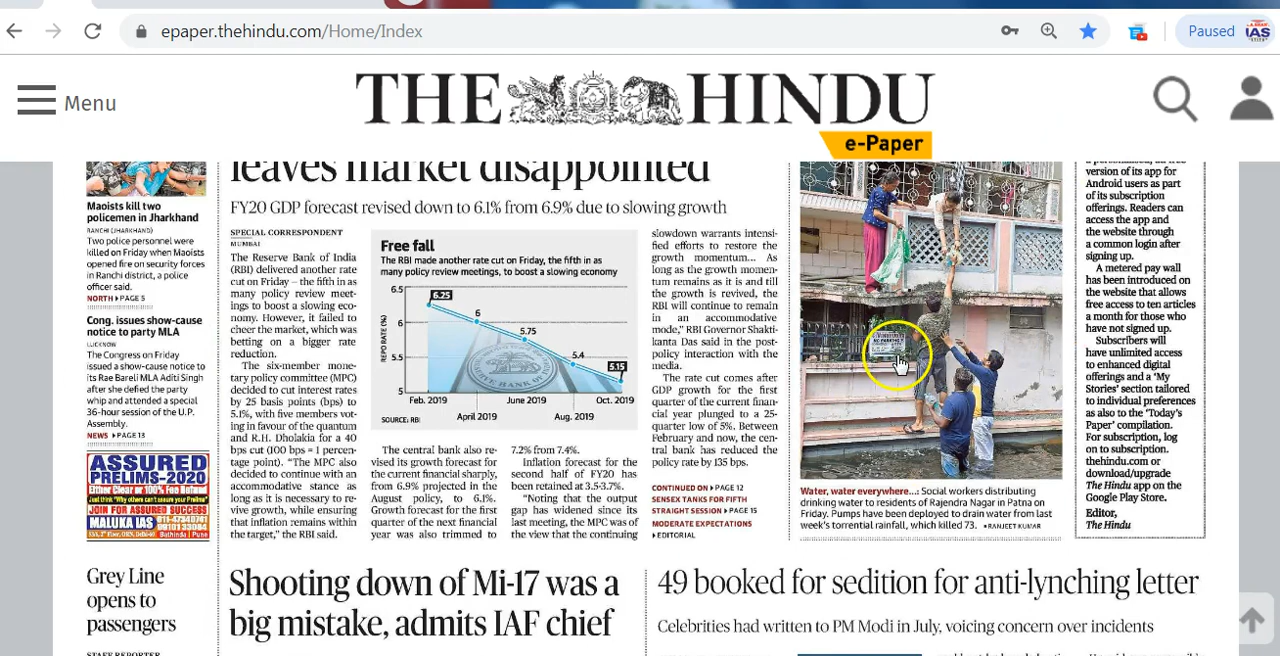 epaper.thehindu.com/Home/Index
Paused
IAS
Menu
THE HINDU
e-Paper
leaves market disappointed
FY20 GDP forecast revised down to 6.1% from 6.9% due to slowing growth
Maoists kill two
policemen in Jharkhand
RANCHI (JHARKHAND)
Two police personnel were
killed on Friday when Maoists
opened fire on security forces
in Ranchi district, a police
officer said.
NORTH PAGE 5
Cong. issues show-cause
notice to party MLA
LUCKNOW
The Congress on Friday
issued a show-cause notice to
its Rae Bareli MLA Aditi Singh
after she defied the party
whip and attended a special
36-hour session of the U.P.
Assembly.
NEWS PAGE 13
ASSURED
PRELIMS-2020
Either Clear or 100% Fee Refund
Just think "Why others can't assure you Prelims"
JOIN FOR ASSURED SUCCESS
MALUKA IAS
Bathinda | Pune
Grey Line
opens to
passengers
STAFF REPORTER
SPECIAL CORRESPONDENT
MUMBAI
The Reserve Bank of India
(RBI) delivered another rate
cut on Friday – the fifth in as
many policy review meet-
ings to boost a slowing eco-
nomy. However, it failed to
cheer the market, which was
betting on a bigger rate
reduction.
The six-member mone-
tary policy committee (MPC)
decided to cut interest rates
by 25 basis points (bps) to
5.1%, with five members vot-
ing in favour of the quantum
and R.H. Dholakia for a 40
bps cut (100 bps = 1 percen-
tage point). "The MPC also
decided to continue with an
accommodative stance as
long as it is necessary to re-
vive growth, while ensuring
that inflation remains within
the target," the RBI said.
Free fall
The RBI made another rate cut on Friday, the fifth in as
many policy review meetings, to boost a slowing economy
6.5
6
5.5
5
REPO RATE (%)
6.25
6
5.75
5.4
5.15
Feb. 2019
April 2019
June 2019
Aug. 2019
Oct. 2019
RESERVE BANK OF INDIA
SOURCE: RBI
The central bank also re-
vised its growth forecast for
the current financial sharply,
from 6.9% projected in the
August policy, to 6.1%.
Growth forecast for the first
quarter of the next financial
year was also trimmed to
7.2% from 7.4%.
Inflation forecast for the
second half of FY20 has
been retained at 3.5-3.7%.
"Noting that the output
gap has widened since its
last meeting, the MPC was of
the view that the continuing
slowdown warrants intensi-
fied efforts to restore the
growth momentum... As
long as the growth momen-
tum remains as it is and till
the growth is revived, the
RBI will continue to remain
in an accommodative
mode," RBI Governor Shakti-
kanta Das said in the post-
policy interaction with the
media.
The rate cut comes after
GDP growth for the first
quarter of the current finan-
cial year plunged to a 25-
quarter low of 5%. Between
February and now, the cen-
tral bank has reduced the
policy rate by 135 bps.
CONTINUED ON PAGE 12
SENSEX TANKS FOR FIFTH
STRAIGHT SESSION PAGE 15
MODERATE EXPECTATIONS
EDITORIAL
Water, water everywhere...: Social workers distributing
drinking water to residents of Rajendra Nagar in Patna on
Friday. Pumps have been deployed to drain water from last
week's torrential rainfall, which killed 73. RANJEET KUMAR
version of its app for
Android users as part
of its subscription
offerings. Readers can
access the app and
the website through
a common login after
signing up.
A metered pay wall
has been introduced on
the website that allows
free access to ten articles
a month for those who
have not signed up.
Subscribers will
have unlimited access
to enhanced digital
offerings and a 'My
Stories' section tailored
to individual preferences
as also to the 'Today's
Paper' compilation.
For subscription, log
on to subscription.
thehindu.com or
download/upgrade
The Hindu app on the
Google Play Store.
Editor,
The Hindu
Shooting down of Mi-17 was a
big mistake, admits IAF chief
49 booked for sedition for anti-lynching letter
Celebrities had written to PM Modi in July, voicing concern over incidents